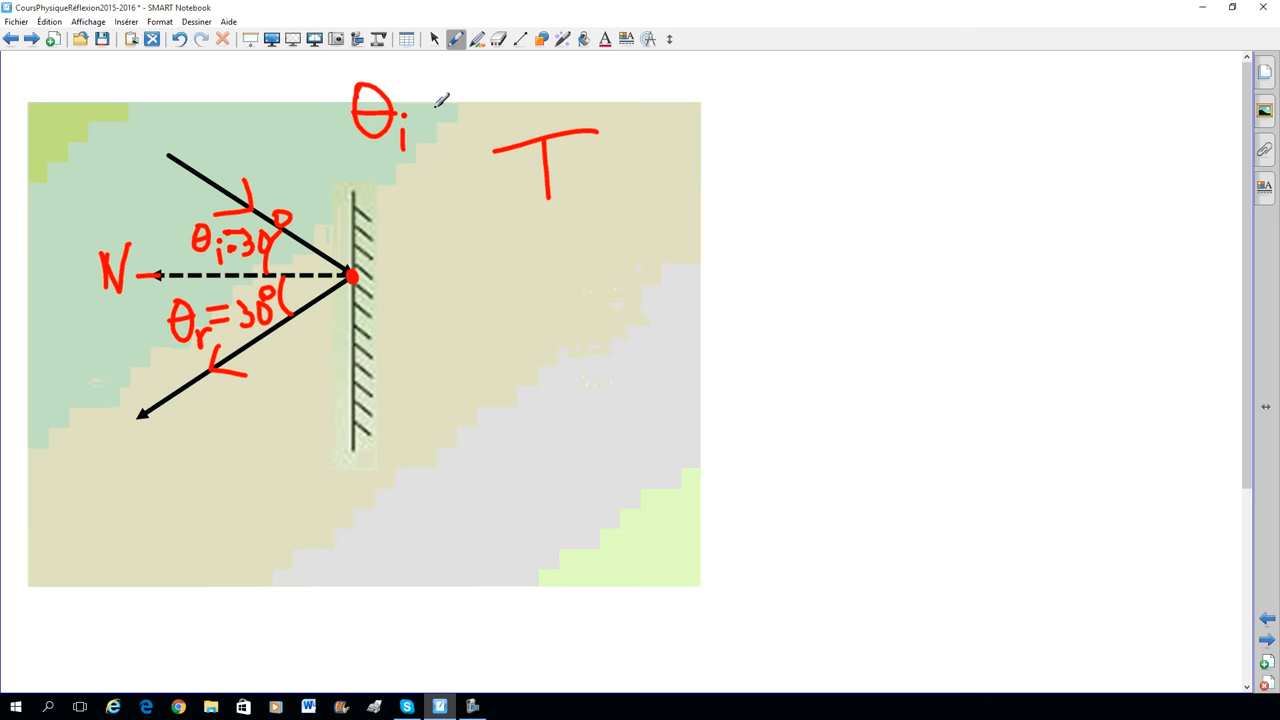 CoursPhysiqueRéflexion2015-2016 * - SMART Notebook
Fichier Édition Affichage Insérer Format Dessiner Aide
θi
T
θi=30°
N
θr=30°